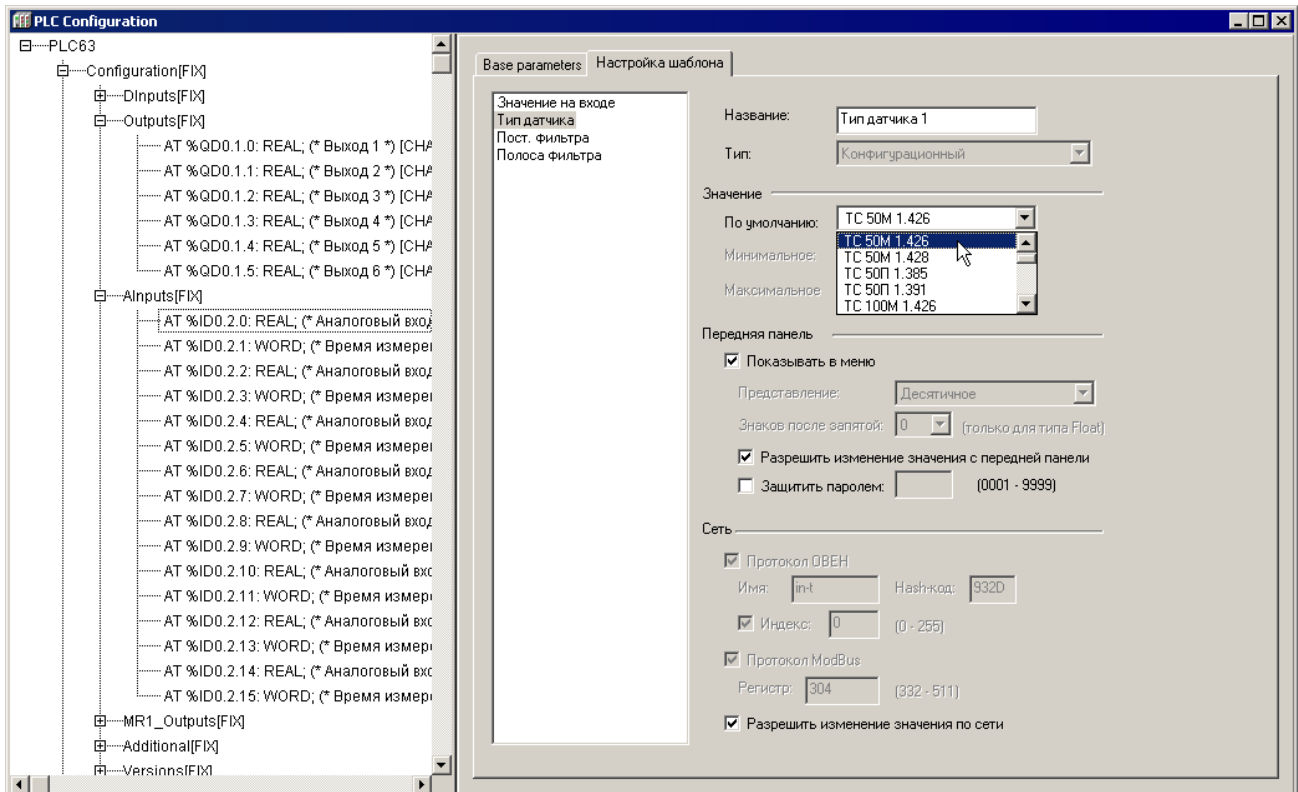 PLC Configuration
PLC63
Configuration[FIX]
DInputs[FIX]
Outputs[FIX]
AT %QD0.1.0: REAL; (* Выход 1 *) [CHA
AT %QD0.1.1: REAL; (* Выход 2 *) [CHA
AT %QD0.1.2: REAL; (* Выход 3 *) [CHA
AT %QD0.1.3: REAL; (* Выход 4 *) [CHA
AT %QD0.1.4: REAL; (* Выход 5 *) [CHA
AT %QD0.1.5: REAL; (* Выход 6 *) [CHA
AInputs[FIX]
AT %ID0.2.0: REAL; (* Аналоговый вход
AT %ID0.2.1: WORD; (* Время измерен
AT %ID0.2.2: REAL; (* Аналоговый вход
AT %ID0.2.3: WORD; (* Время измерен
AT %ID0.2.4: REAL; (* Аналоговый вход
AT %ID0.2.5: WORD; (* Время измерен
AT %ID0.2.6: REAL; (* Аналоговый вход
AT %ID0.2.7: WORD; (* Время измерен
AT %ID0.2.8: REAL; (* Аналоговый вход
AT %ID0.2.9: WORD; (* Время измерен
AT %ID0.2.10: REAL; (* Аналоговый вхо
AT %ID0.2.11: WORD; (* Время измер
AT %ID0.2.12: REAL; (* Аналоговый вхо
AT %ID0.2.13: WORD; (* Время измер
AT %ID0.2.14: REAL; (* Аналоговый вхо
AT %ID0.2.15: WORD; (* Время измер
MR1_Outputs[FIX]
Additional[FIX]
Versions[FIX]
Base parameters Настройка шаблона
Значение на входе
Тип датчика
Пост. фильтра
Полоса фильтра
Название: Тип датчика 1
Тип: Конфигурационный
Значение
По умолчанию: ТС 50М 1.426
ТС 50М 1.426
Минимальное: ТС 50М 1.428
ТС 50П 1.385
Максимальное ТС 50П 1.391
ТС 100М 1.426
Передняя панель
Показывать в меню
Представление: Десятичное
Знаков после запятой: 0 (только для типа Float)
Разрешить изменение значения с передней панели
Защитить паролем: (0001 - 9999)
Сеть
Протокол ОВЕН
Имя: in-t Hash-код: 932D
Индекс: 0 (0 - 255)
Протокол ModBus
Регистр: 304 (332 - 511)
Разрешить изменение значения по сети